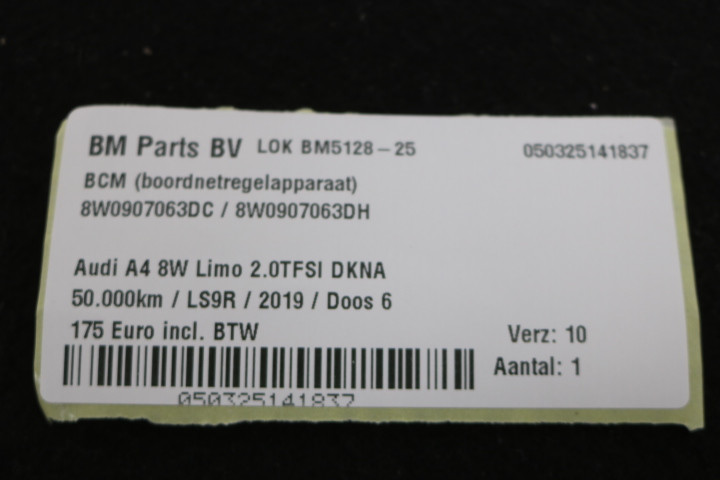 BM Parts BV LOK BM5128-25 050325141837
BCM (boordnetregelapparaat)
8W0907063DC / 8W0907063DH
Audi A4 8W Limo 2.0TFSI DKNA
50.000km / LS9R / 2019 / Doos 6
175 Euro incl. BTW Verz: 10
Aantal: 1
050325141837